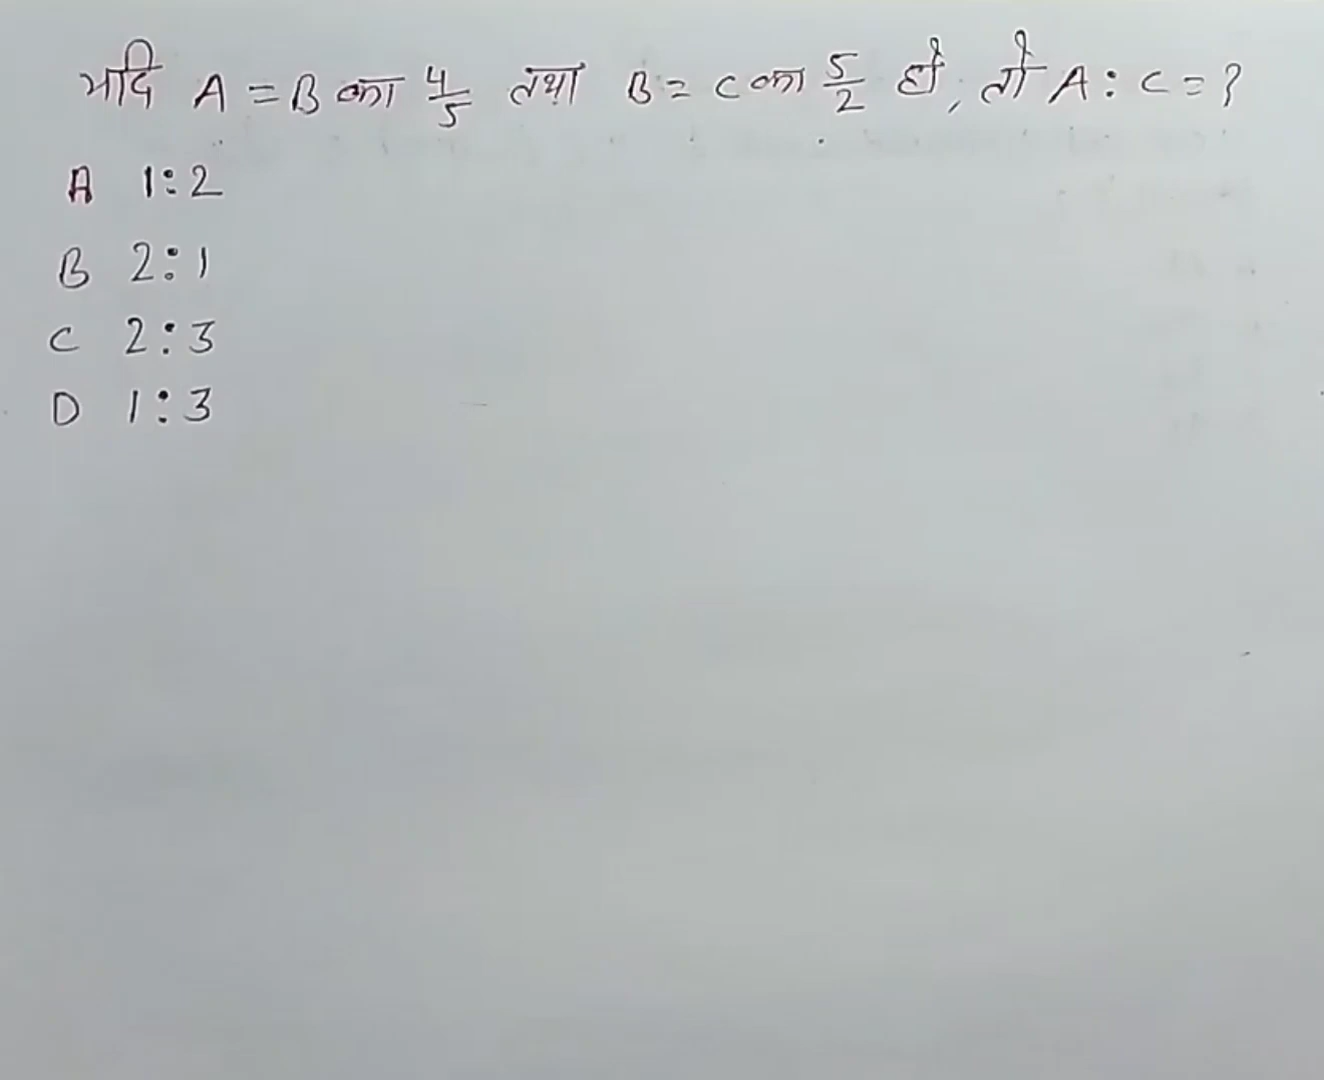 यदि A = B का 4/5 तथा B = C का 5/2 हो, तो A : C = ?
A 1:2
B 2:1
C 2:3
D 1:3